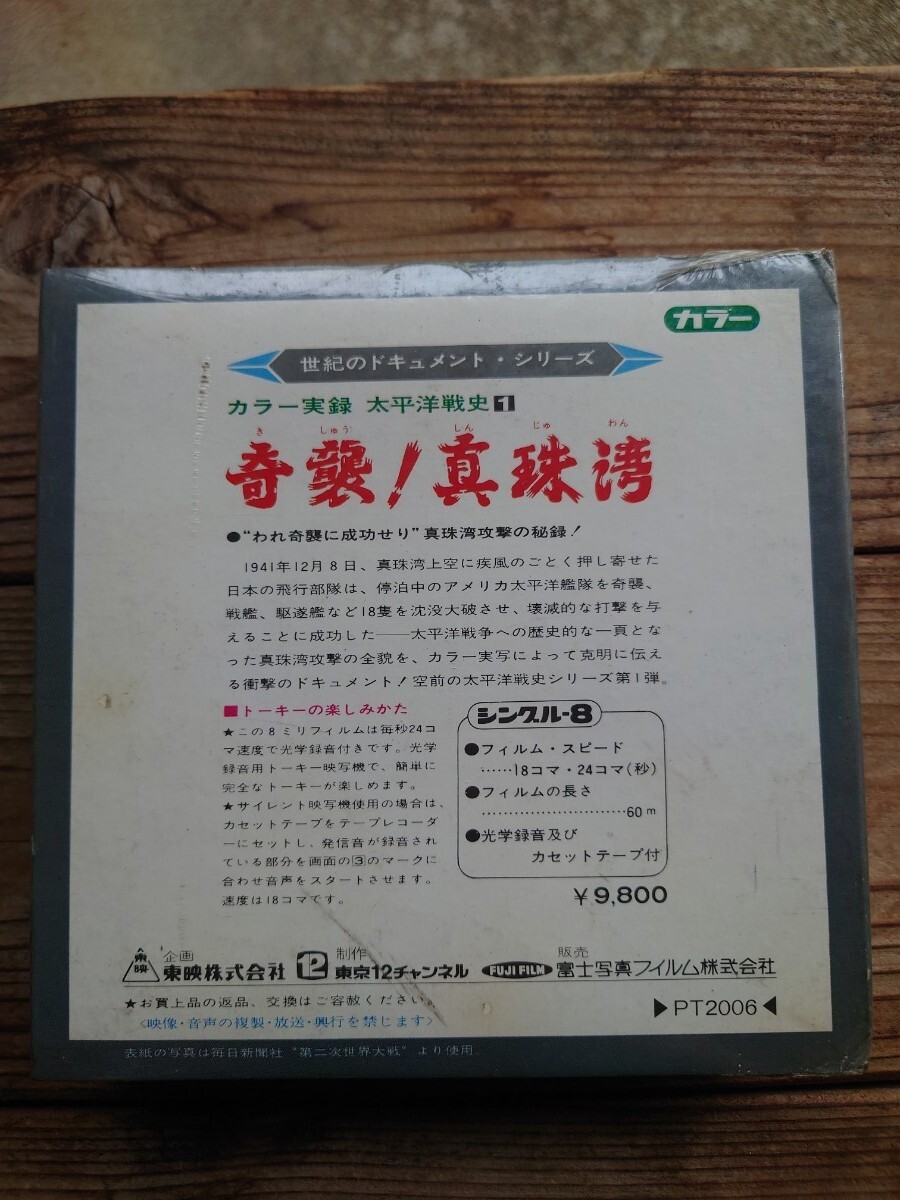 カラー
世紀のドキュメント・シリーズ
カラー実録 太平洋戦史1
き しゅう しん じゅ わん
奇襲!真珠湾
●“われ奇襲に成功せり”真珠湾攻撃の秘録!
1941年12月8日、真珠湾上空に疾風のごとく押し寄せた
日本の飛行部隊は、停泊中のアメリカ太平洋艦隊を奇襲、
戦艦、駆逐艦など18隻を沈没大破させ、壊滅的な打撃を与
えることに成功した──太平洋戦争への歴史的な一頁とな
った真珠湾攻撃の全貌を、カラー実写によって克明に伝え
る衝撃のドキュメント!空前の太平洋戦史シリーズ第1弾。
■トーキーの楽しみかた
★この8ミリフィルムは毎秒24コ
マ速度で光学録音付きです。光学
録音用トーキー映写機で、簡単に
完全なトーキーが楽しめます。
★サイレント映写機使用の場合は、
カセットテープをテープレコーダ
ーにセットし、発信音が録音され
ている部分を画面の3のマークに
合わせ音声をスタートさせます。
速度は18コマです。
シングル-8
●フィルム・スピード
……18コマ・24コマ(秒)
●フィルムの長さ
……………………60m
●光学録音及び
カセットテープ付
¥9,800
東映 企画 東映株式会社
12 制作 東京12チャンネル
FUJI FILM 販売 富士写真フイルム株式会社
★お買上品の返品、交換はご容赦ください。
<映像・音声の複製・放送・興行を禁じます>
▶PT2006◀
表紙の写真は毎日新聞社“第二次世界大戦”より使用。